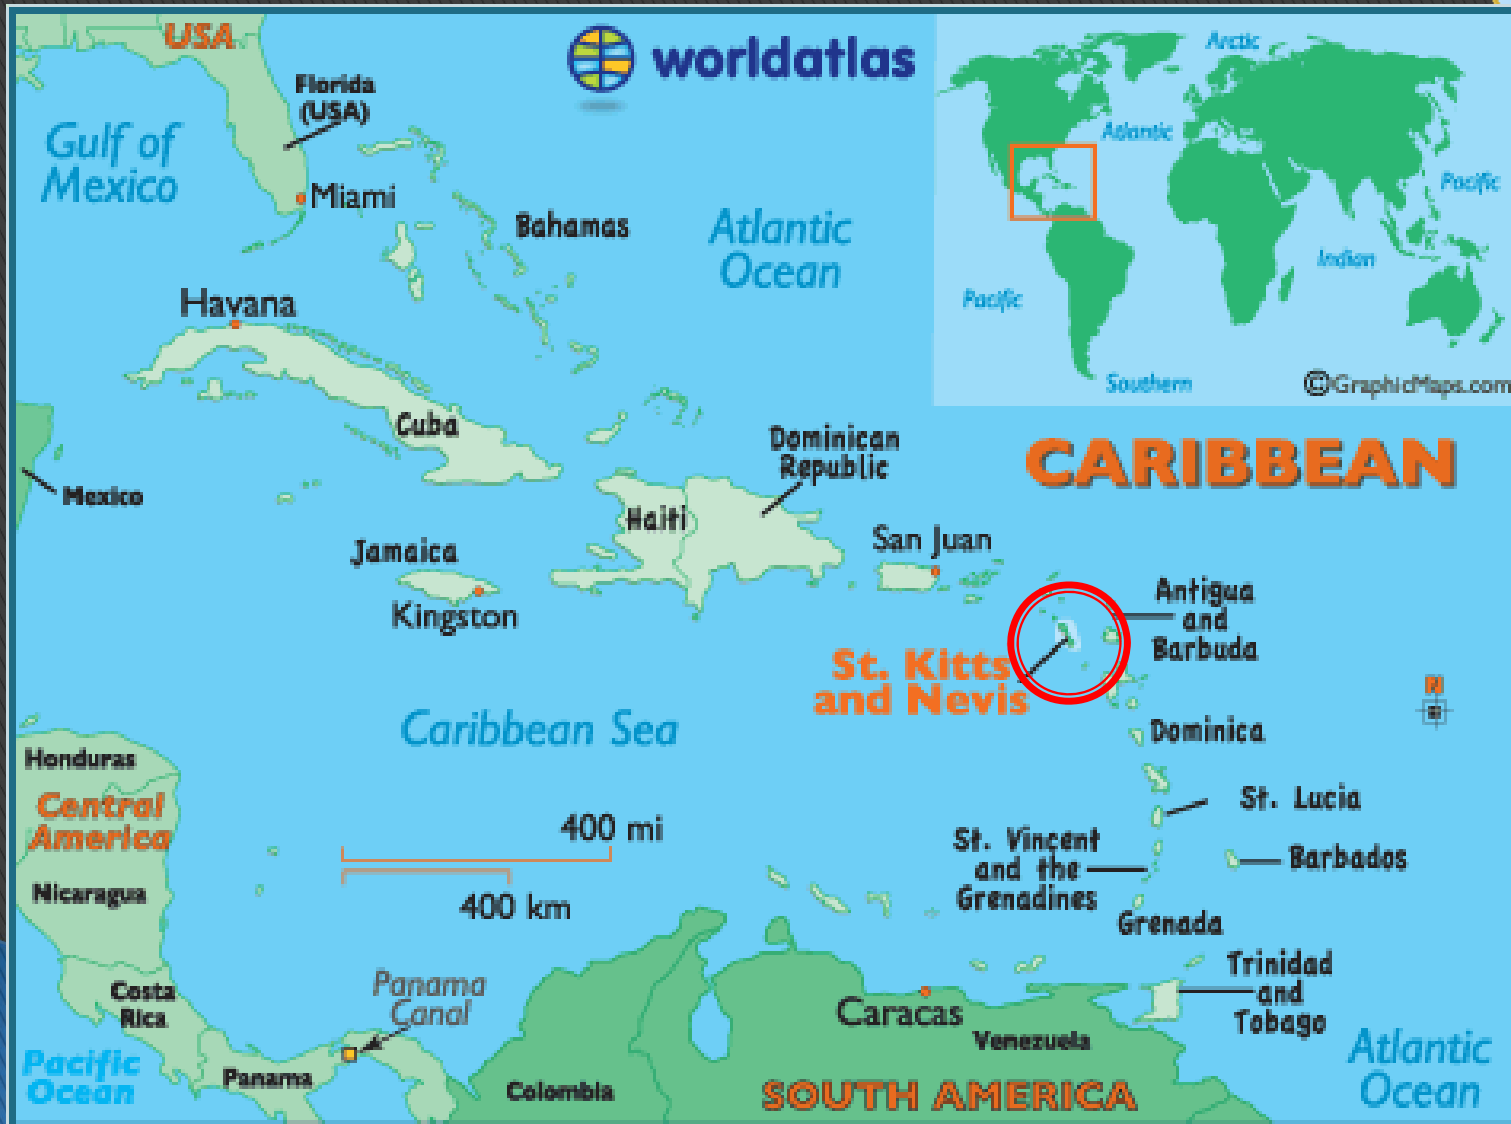 USA
worldatlas
Arctic
Florida
(USA)
Gulf of
Mexico
Atlantic
Pacific
Miami
Bahamas
Atlantic
Ocean
Indian
Pacific
Havana
Southern
©GraphicMaps.com
Cuba
Dominican
Republic
CARIBBEAN
Mexico
Haiti
San Juan
Jamaica
Kingston
Antigua
and
Barbuda
St. Kitts
and Nevis
N
Caribbean Sea
Dominica
Honduras
Central
America
St. Lucia
400 mi
St. Vincent
and the
Grenadines
Barbados
Nicaragua
400 km
Grenada
Trinidad
and
Tobago
Costa
Rica
Panama
Canal
Caracas
Venezuela
Pacific
Ocean
Panama
Colombia
SOUTH AMERICA
Atlantic
Ocean